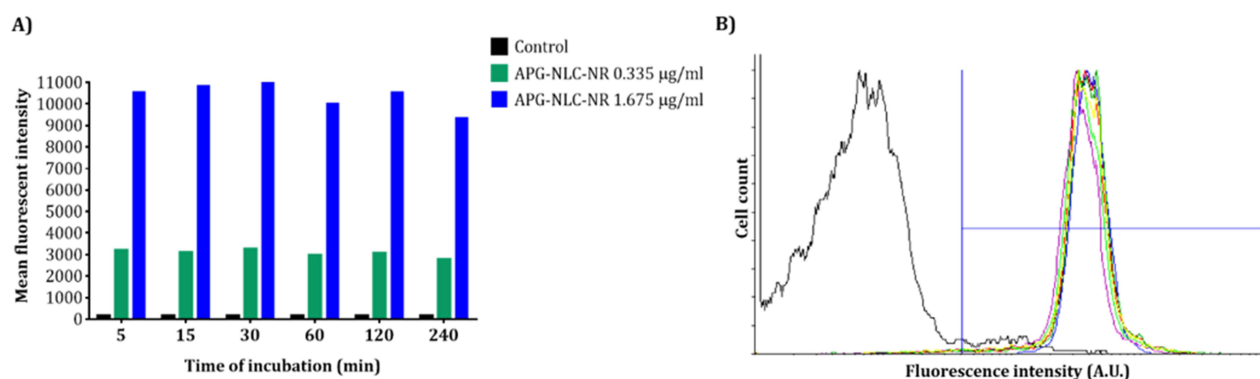 A)
Control
APG-NLC-NR 0.335 µg/ml
APG-NLC-NR 1.675 µg/ml
Mean fluorescent intensity
11000
10000
9000
8000
7000
6000
5000
4000
3000
2000
1000
0
5 15 30 60 120 240
Time of incubation (min)
B)
Cell count
Fluorescence intensity (A.U.)